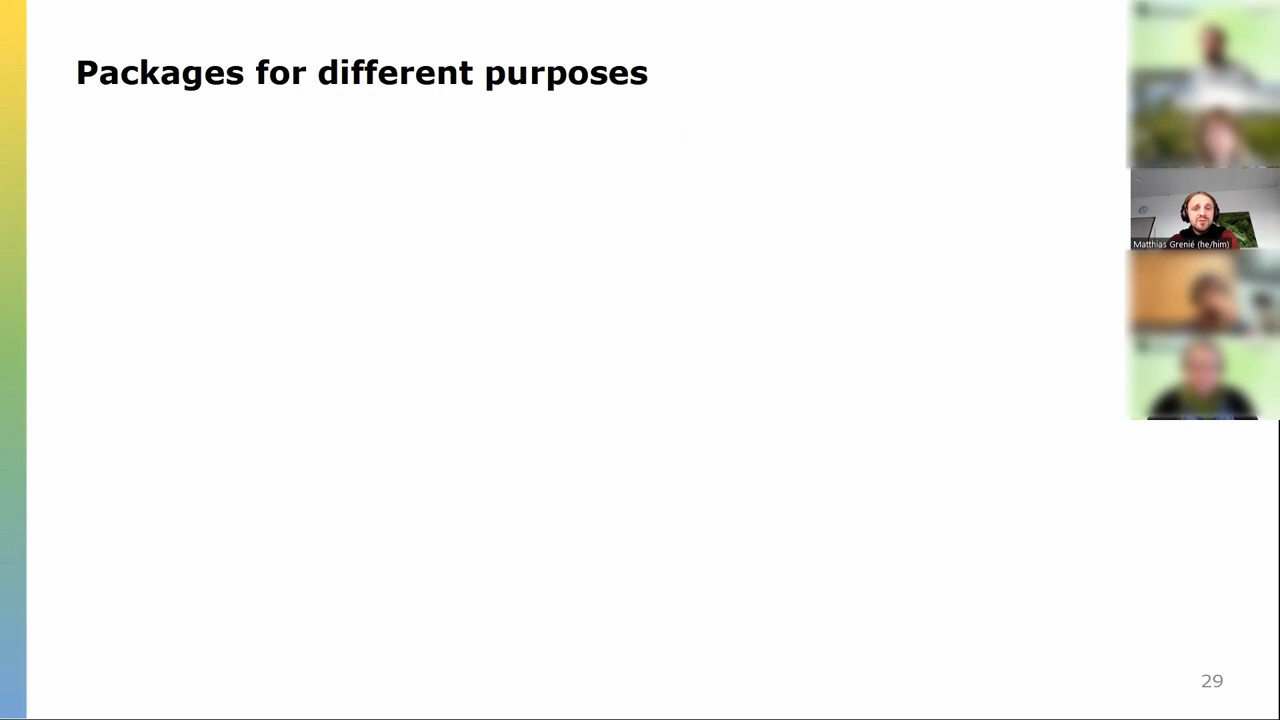 Packages for different purposes
Matthias Grenié (he/him)
29